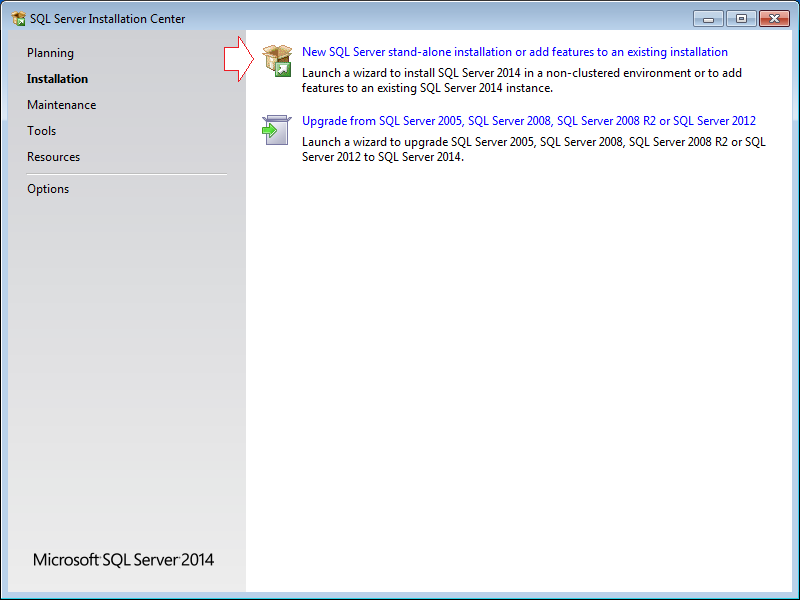 SQL Server Installation Center
Planning
Installation
Maintenance
Tools
Resources
Options
New SQL Server stand-alone installation or add features to an existing installation
Launch a wizard to install SQL Server 2014 in a non-clustered environment or to add
features to an existing SQL Server 2014 instance.
Upgrade from SQL Server 2005, SQL Server 2008, SQL Server 2008 R2 or SQL Server 2012
Launch a wizard to upgrade SQL Server 2005, SQL Server 2008, SQL Server 2008 R2 or SQL
Server 2012 to SQL Server 2014.
Microsoft SQL Server 2014